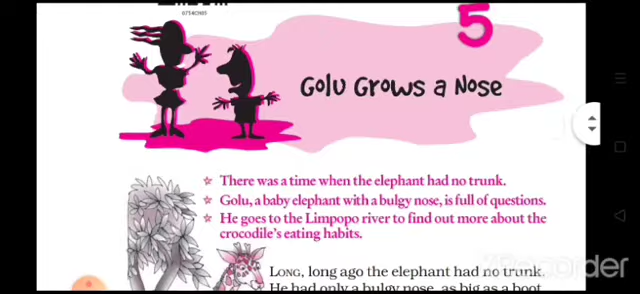 0754CH05
5
Golu Grows a Nose
☆ There was a time when the elephant had no trunk.
☆ Golu, a baby elephant with a bulgy nose, is full of questions.
☆ He goes to the Limpopo river to find out more about the
crocodile's eating habits.
LONG, long ago the elephant had no trunk.
He had only a bulgy nose, as big as a boot
Recorder